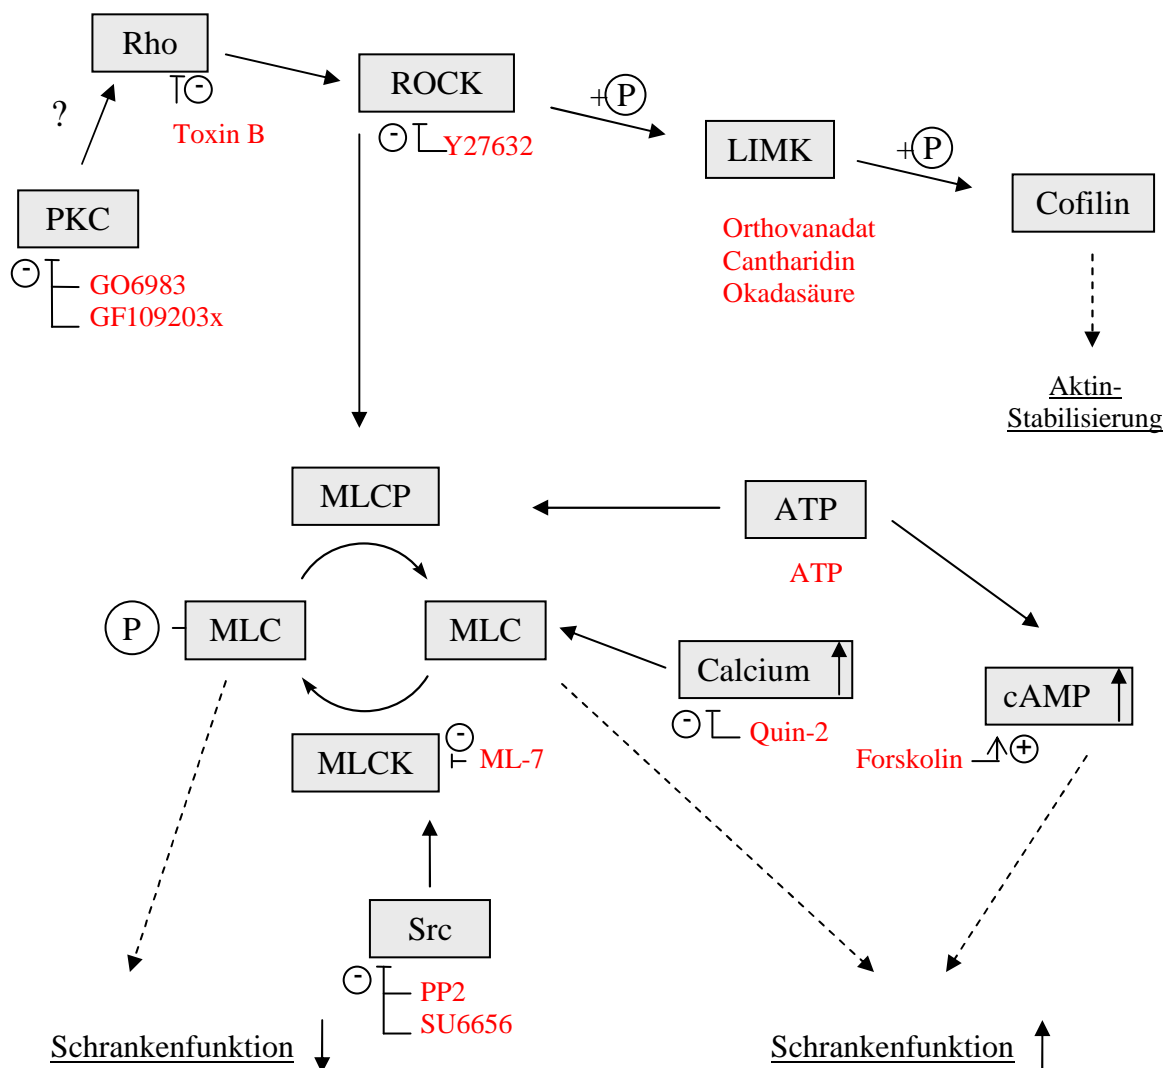 Rho
-
Toxin B
?
ROCK
-
Y27632
+P
LIMK
+P
Cofilin
PKC
-
GO6983
GF109203x
Orthovanadat
Cantharidin
Okadasäure
Aktin-
Stabilisierung
MLCP
ATP
ATP
P
MLC
MLC
Calcium
-
Quin-2
cAMP
Forskolin
+
MLCK
-
ML-7
Src
-
PP2
SU6656
Schrankenfunktion
Schrankenfunktion